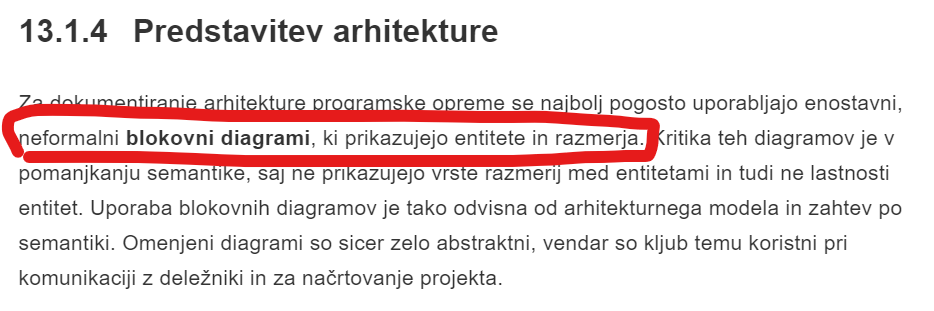 13.1.4 Predstavitev arhitekture
Za dokumentiranje arhitekture programske opreme se najbolj pogosto uporabljajo enostavni,
neformalni blokovni diagrami, ki prikazujejo entitete in razmerja. Kritika teh diagramov je v
pomanjkanju semantike, saj ne prikazujejo vrste razmerij med entitetami in tudi ne lastnosti
entitet. Uporaba blokovnih diagramov je tako odvisna od arhitekturnega modela in zahtev po
semantiki. Omenjeni diagrami so sicer zelo abstraktni, vendar so kljub temu koristni pri
komunikaciji z deležniki in za načrtovanje projekta.